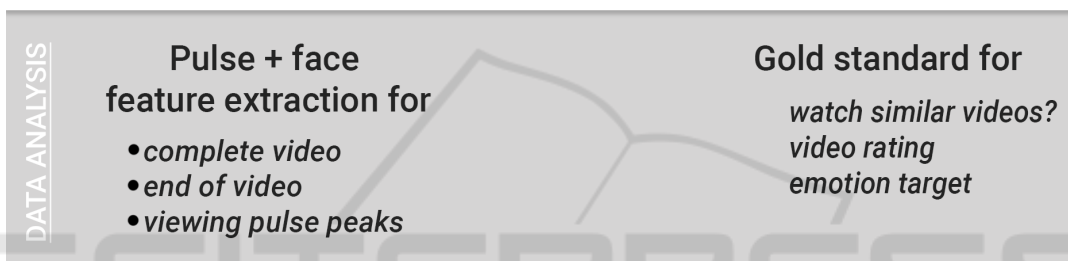 DATA ANALYSIS
Pulse + face
feature extraction for
•complete video
•end of video
•viewing pulse peaks
Gold standard for
watch similar videos?
video rating
emotion target